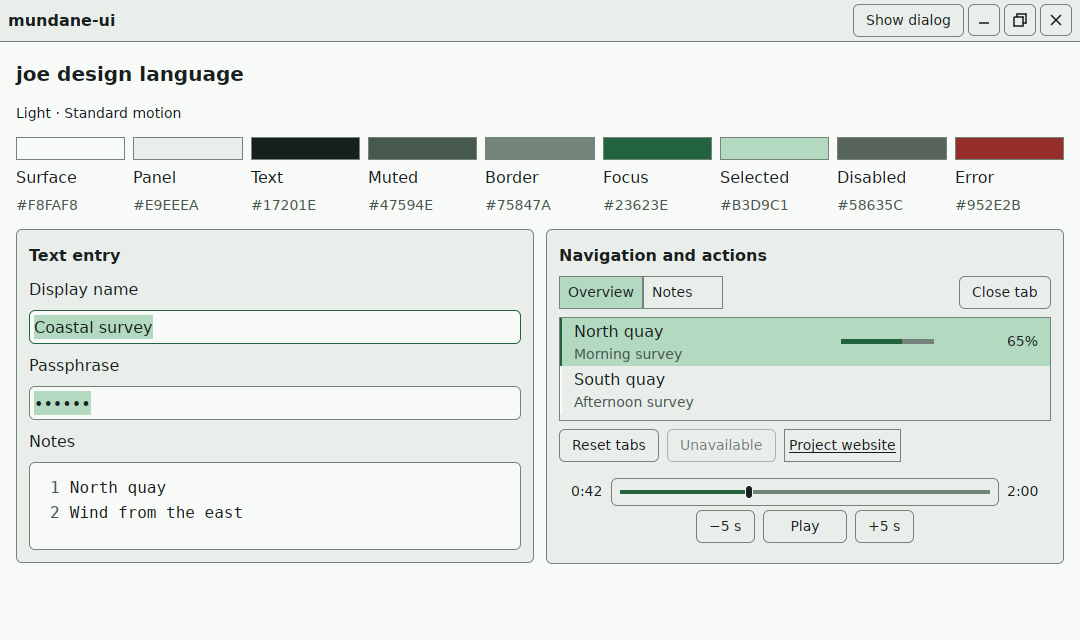 mundane-ui
Show dialog
joe design language
Light · Standard motion
Surface Panel Text Muted Border Focus Selected Disabled Error
#F8FAF8 #E9EEEA #17201E #47594E #75847A #23623E #B3D9C1 #58635C #952E2B
Text entry
Display name
Coastal survey
Passphrase
••••••
Notes
1 North quay
2 Wind from the east
Navigation and actions
Overview Notes Close tab
North quay
Morning survey
65%
South quay
Afternoon survey
Reset tabs Unavailable Project website
0:42 2:00
−5 s Play +5 s